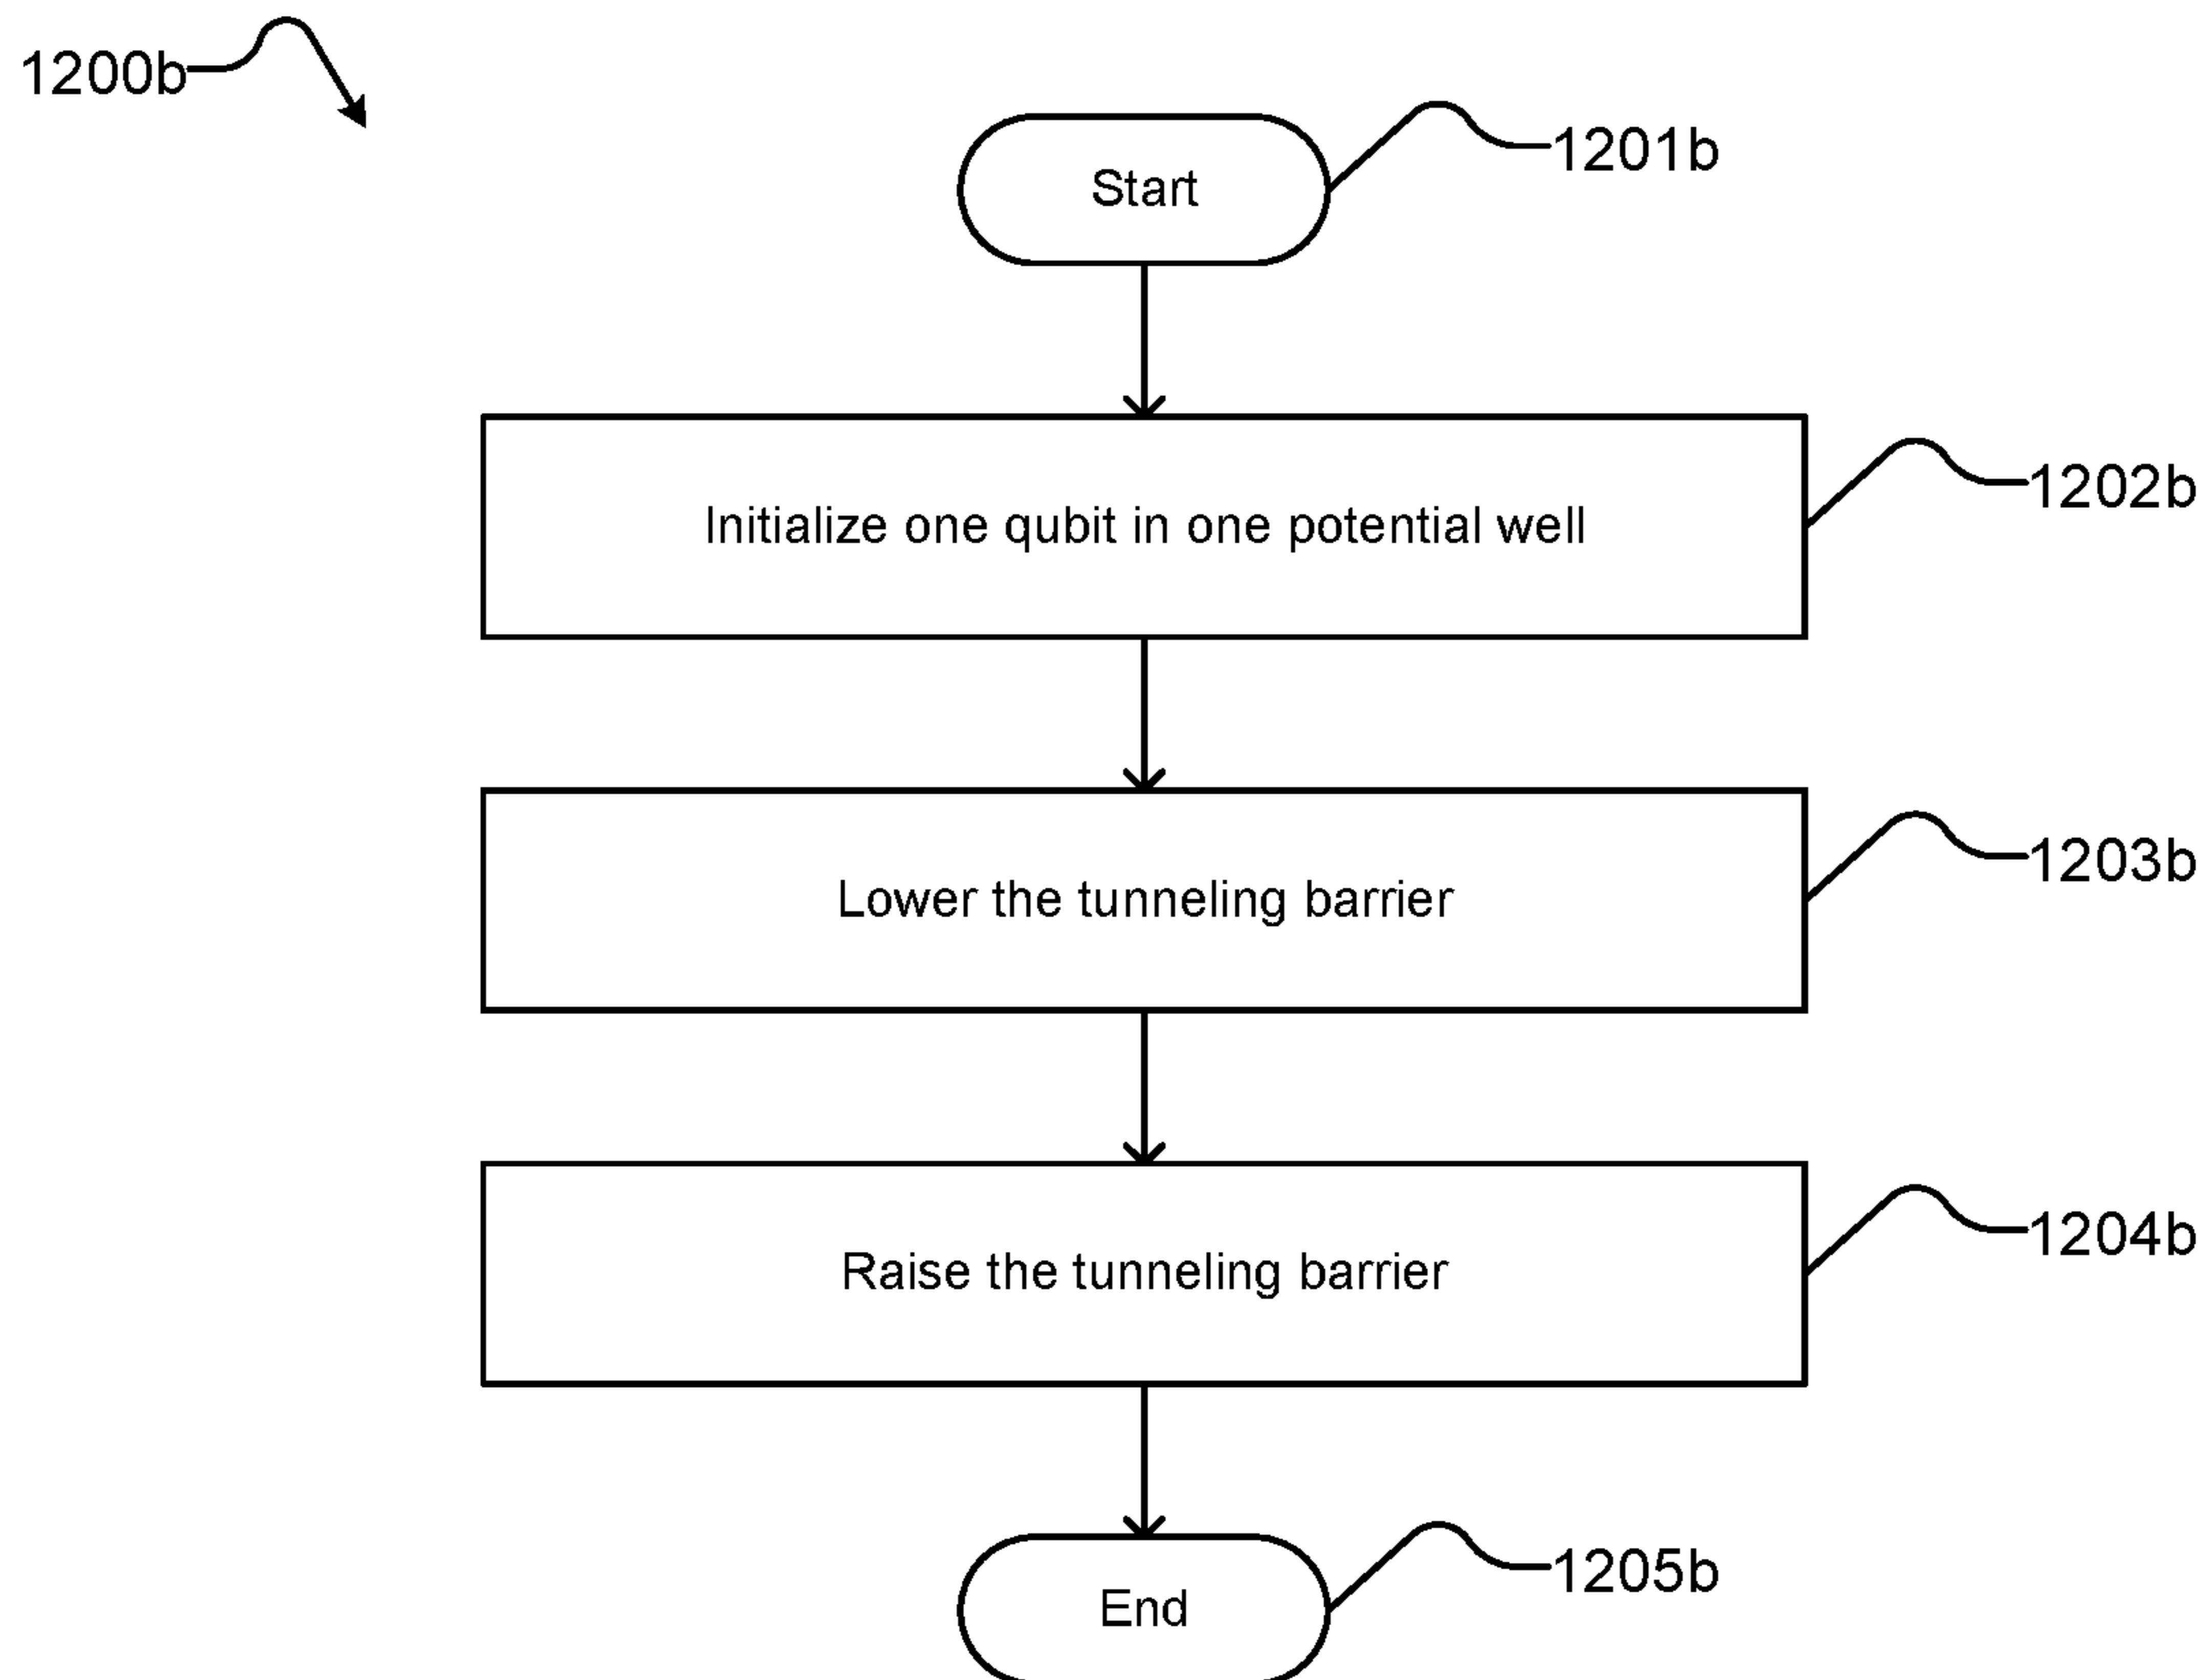 1200b
Start
1201b
Initialize one qubit in one potential well
1202b
Lower the tunneling barrier
1203b
Raise the tunneling barrier
1204b
End
1205b